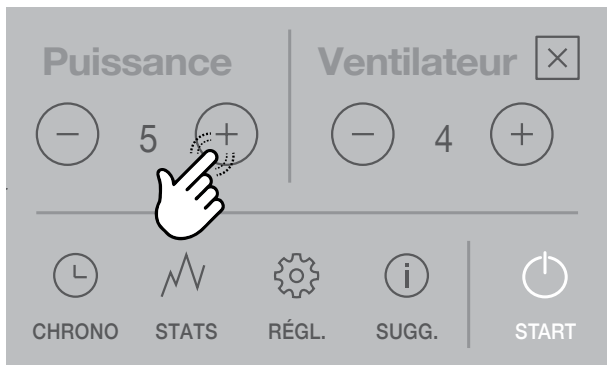 Puissance
Ventilateur
5
4
CHRONO STATS RÉGL. SUGG. START